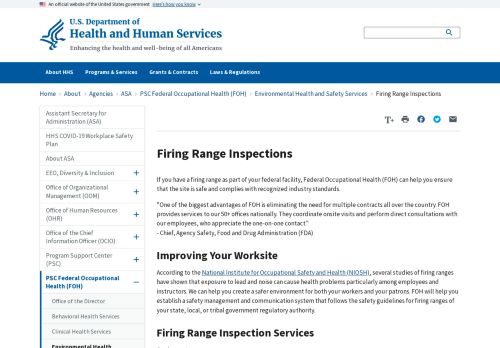 An official website of the United States government Here's how you know
U.S. Department of
Health and Human Services
Enhancing the health and well-being of all Americans
About HHS Programs & Services Grants & Contracts Laws & Regulations
Home › About › Agencies › ASA › PSC Federal Occupational Health (FOH) › Environmental Health and Safety Services › Firing Range Inspections
Assistant Secretary for
Administration (ASA)
HHS COVID-19 Workplace Safety
Plan
About ASA
EEO, Diversity & Inclusion +
Office of Organizational
Management (OOM) +
Office of Human Resources
(OHR) +
Office of the Chief
Information Officer (OCIO) +
Program Support Center
(PSC) +
PSC Federal Occupational
Health (FOH) −
Office of the Director
Behavioral Health Services
Clinical Health Services
Environmental Health
T+
Firing Range Inspections
If you have a firing range as part of your federal facility, Federal Occupational Health (FOH) can help you ensure
that the site is safe and complies with recognized industry standards.
"One of the biggest advantages of FOH is eliminating the need for multiple contracts all over the country. FOH
provides services to our 50+ offices nationally. They coordinate onsite visits and perform direct consultations with
our employees, who appreciate the one-on-one contact"
- Chief, Agency Safety, Food and Drug Administration (FDA)
Improving Your Worksite
According to the National Institute for Occupational Safety and Health (NIOSH), several studies of firing ranges
have shown that exposure to lead and noise can cause health problems particularly among employees and
instructors. We can help you create a safer environment for both your workers and your patrons. FOH will help you
establish a safety management and communication system that follows the safety guidelines for firing ranges of
your state, local, or tribal government regulatory authority.
Firing Range Inspection Services